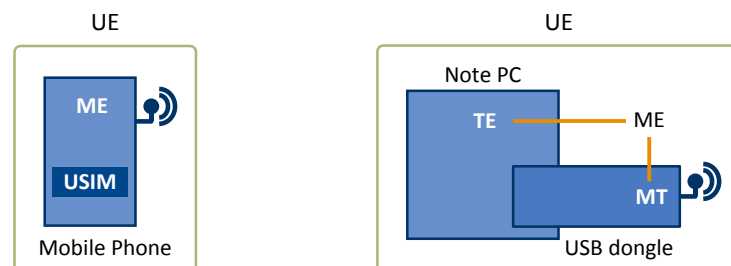 UE
ME
USIM
Mobile Phone
UE
Note PC
TE
ME
MT
USB dongle